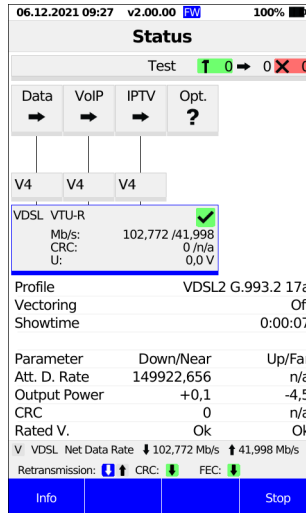 06.12.2021 09:27 v2.00.00 FW 100%
Status
Test 0 0
Data VoIP IPTV Opt.
?
V4 V4 V4
VDSL VTU-R
Mb/s: 102,772 /41,998
CRC: 0 /n/a
U: 0,0 V
Profile VDSL2 G.993.2 17a
Vectoring Of
Showtime 0:00:07
Parameter Down/Near Up/Fa
Att. D. Rate 149922,656 n/a
Output Power +0,1 -4,5
CRC 0 n/a
Rated V. Ok Ok
V VDSL Net Data Rate 102,772 Mb/s 41,998 Mb/s
Retransmission: CRC: FEC:
Info Stop